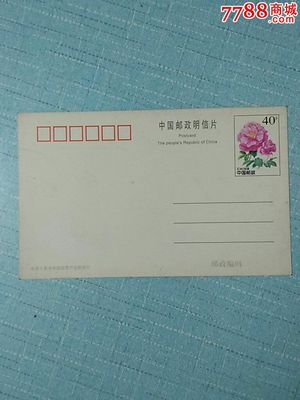 7788商城
中国邮政明信片
Postcard
The people's Republic of China
40分
中国邮政
邮政编码